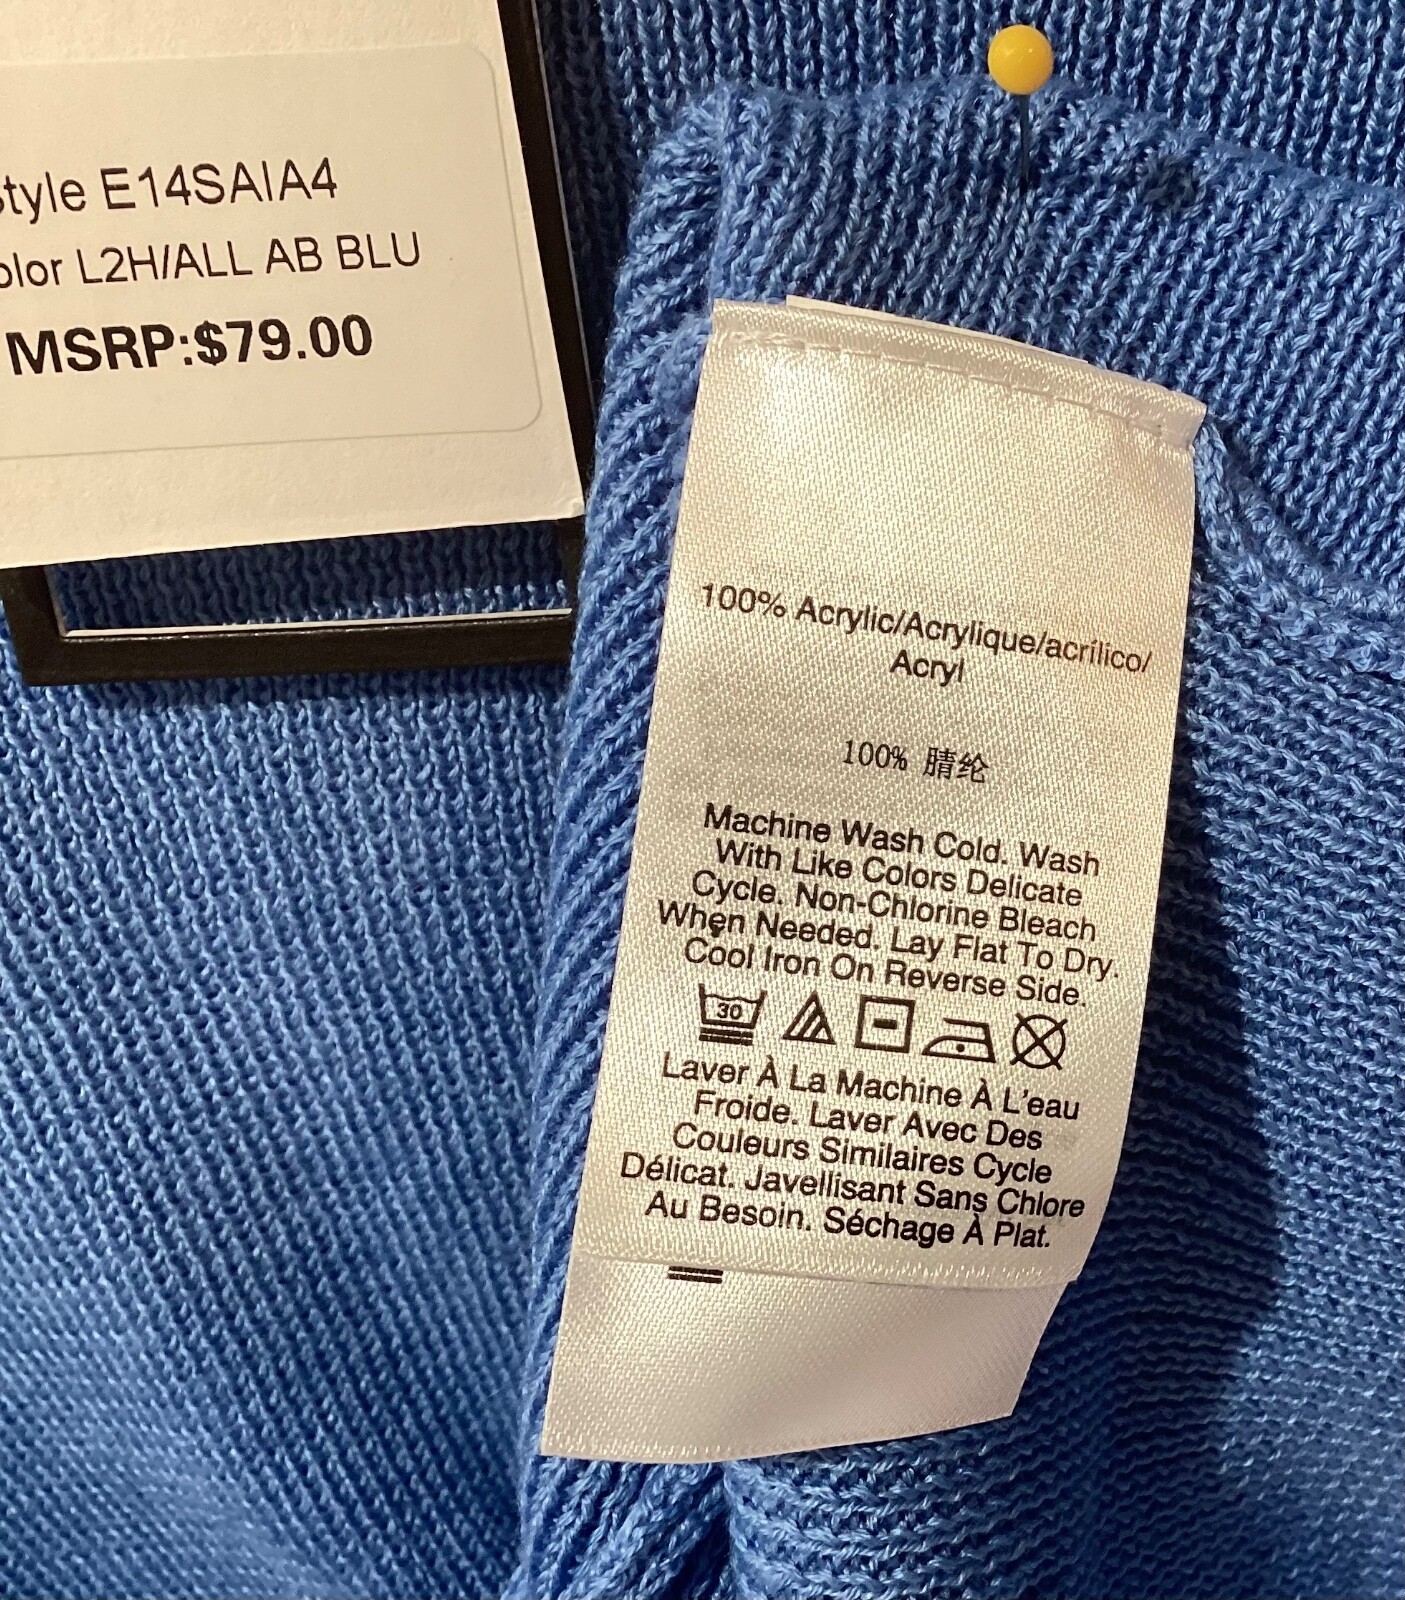 Style E14SAIA4
Color L2H/ALL AB BLU
MSRP:$79.00
100% Acrylic/Acrylique/acrílico/
Acryl
100% 腈纶
Machine Wash Cold. Wash
With Like Colors Delicate
Cycle. Non-Chlorine Bleach
When Needed. Lay Flat To Dry.
Cool Iron On Reverse Side.
30
Laver À La Machine À L'eau
Froide. Laver Avec Des
Couleurs Similaires Cycle
Délicat. Javellisant Sans Chlore
Au Besoin. Séchage À Plat.